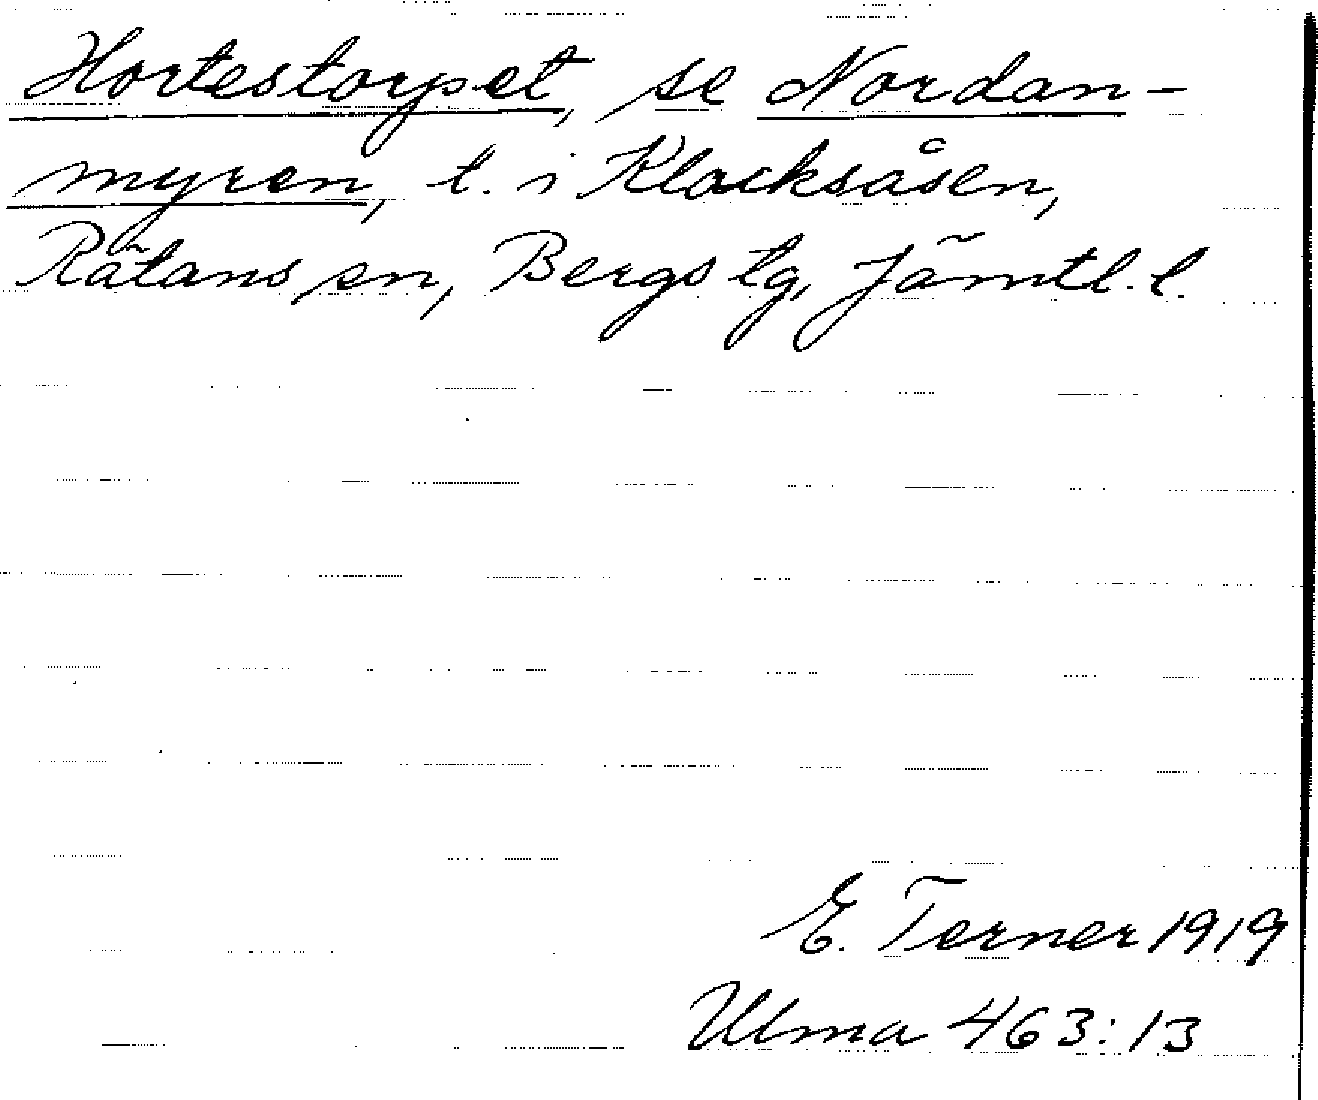 Hortestorpet, se Nordan-
myren, t. i Klacksåsen,
Rätans sn, Bergs tg, Jämtl. l.
E. Terner 1919
Ulma 463:13